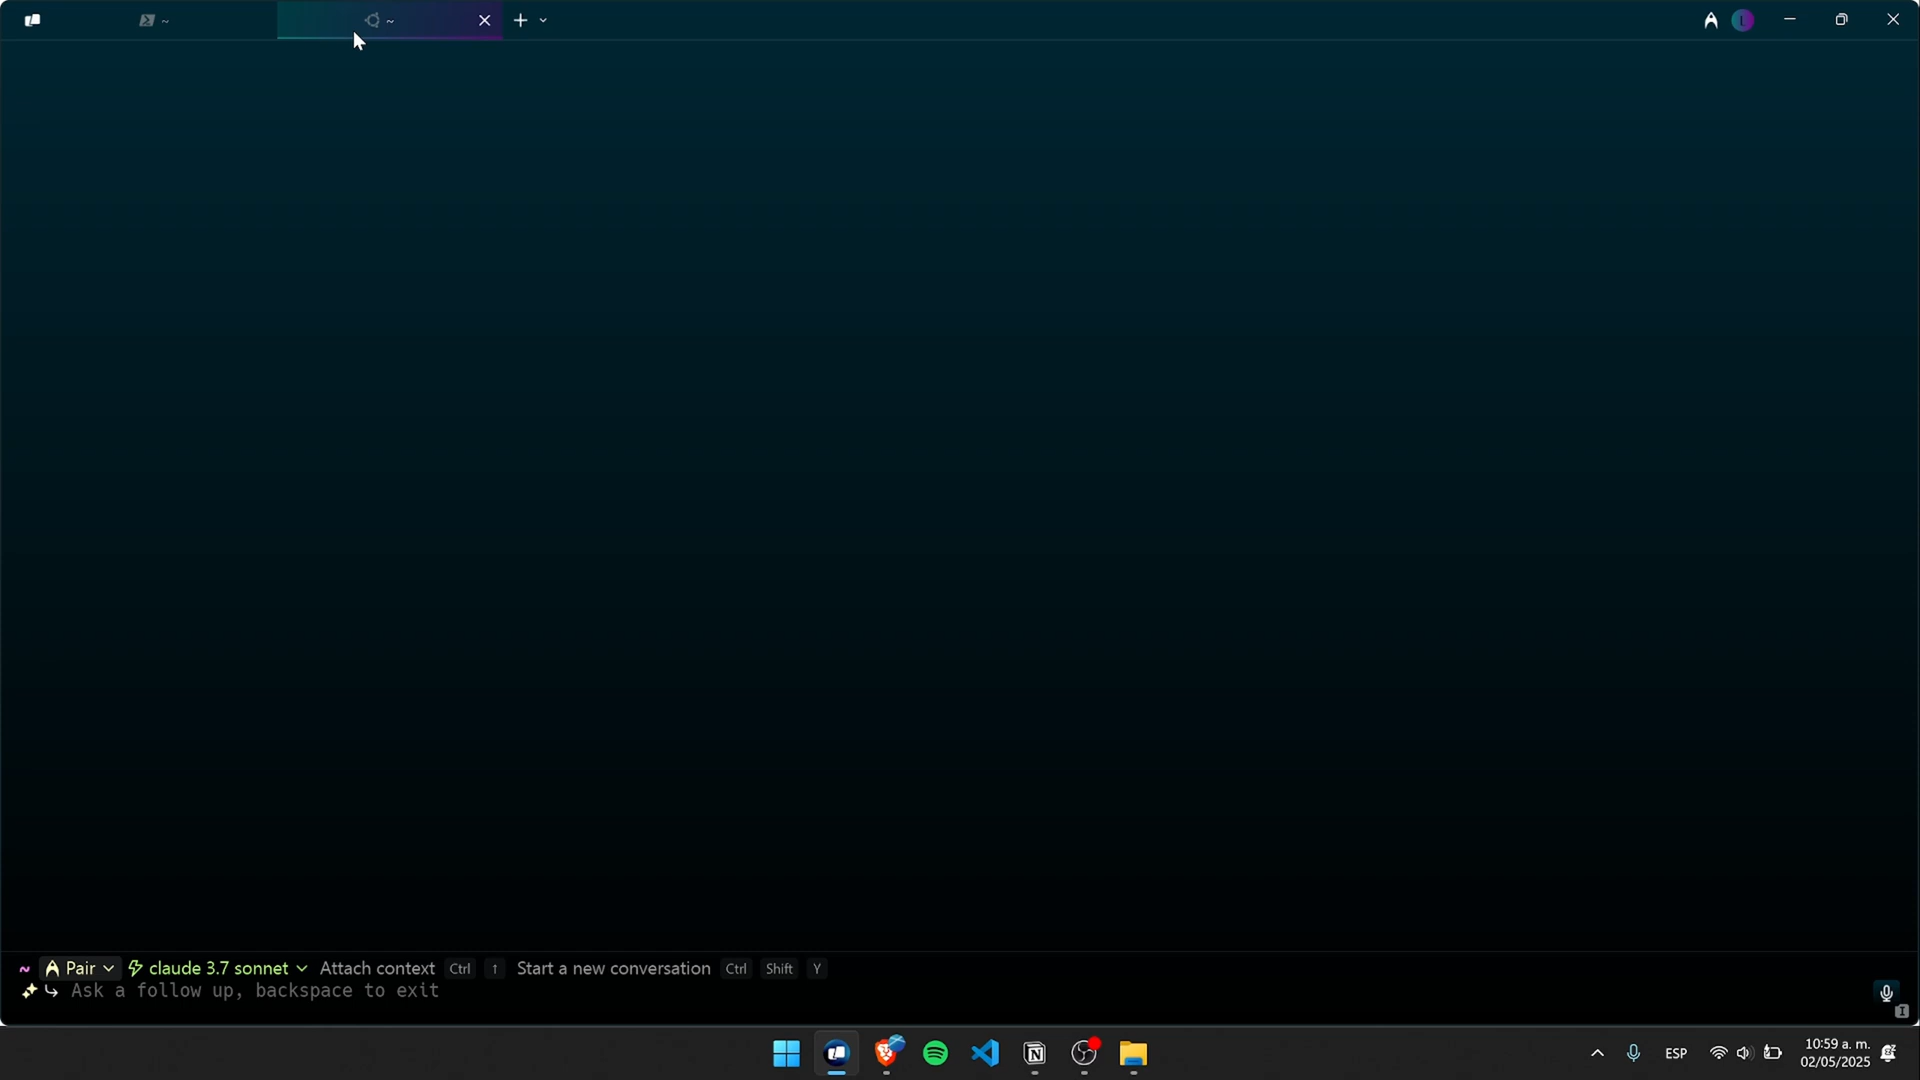 ~
~
L
~ Pair claude 3.7 sonnet Attach context Ctrl ↑ Start a new conversation Ctrl Shift Y
Ask a follow up, backspace to exit
ESP
10:59 a. m.
02/05/2025